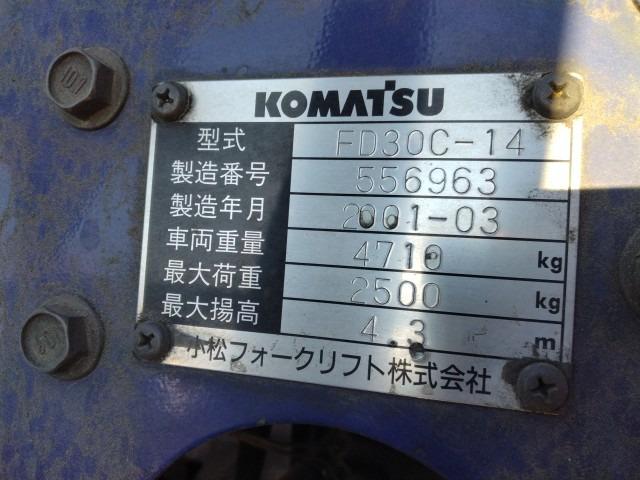 KOMATSU
型式 FD30C-14
製造番号 556963
製造年月 2001-03
車両重量 4710 kg
最大荷重 2500 kg
最大揚高 4.3 m
小松フォークリフト株式会社